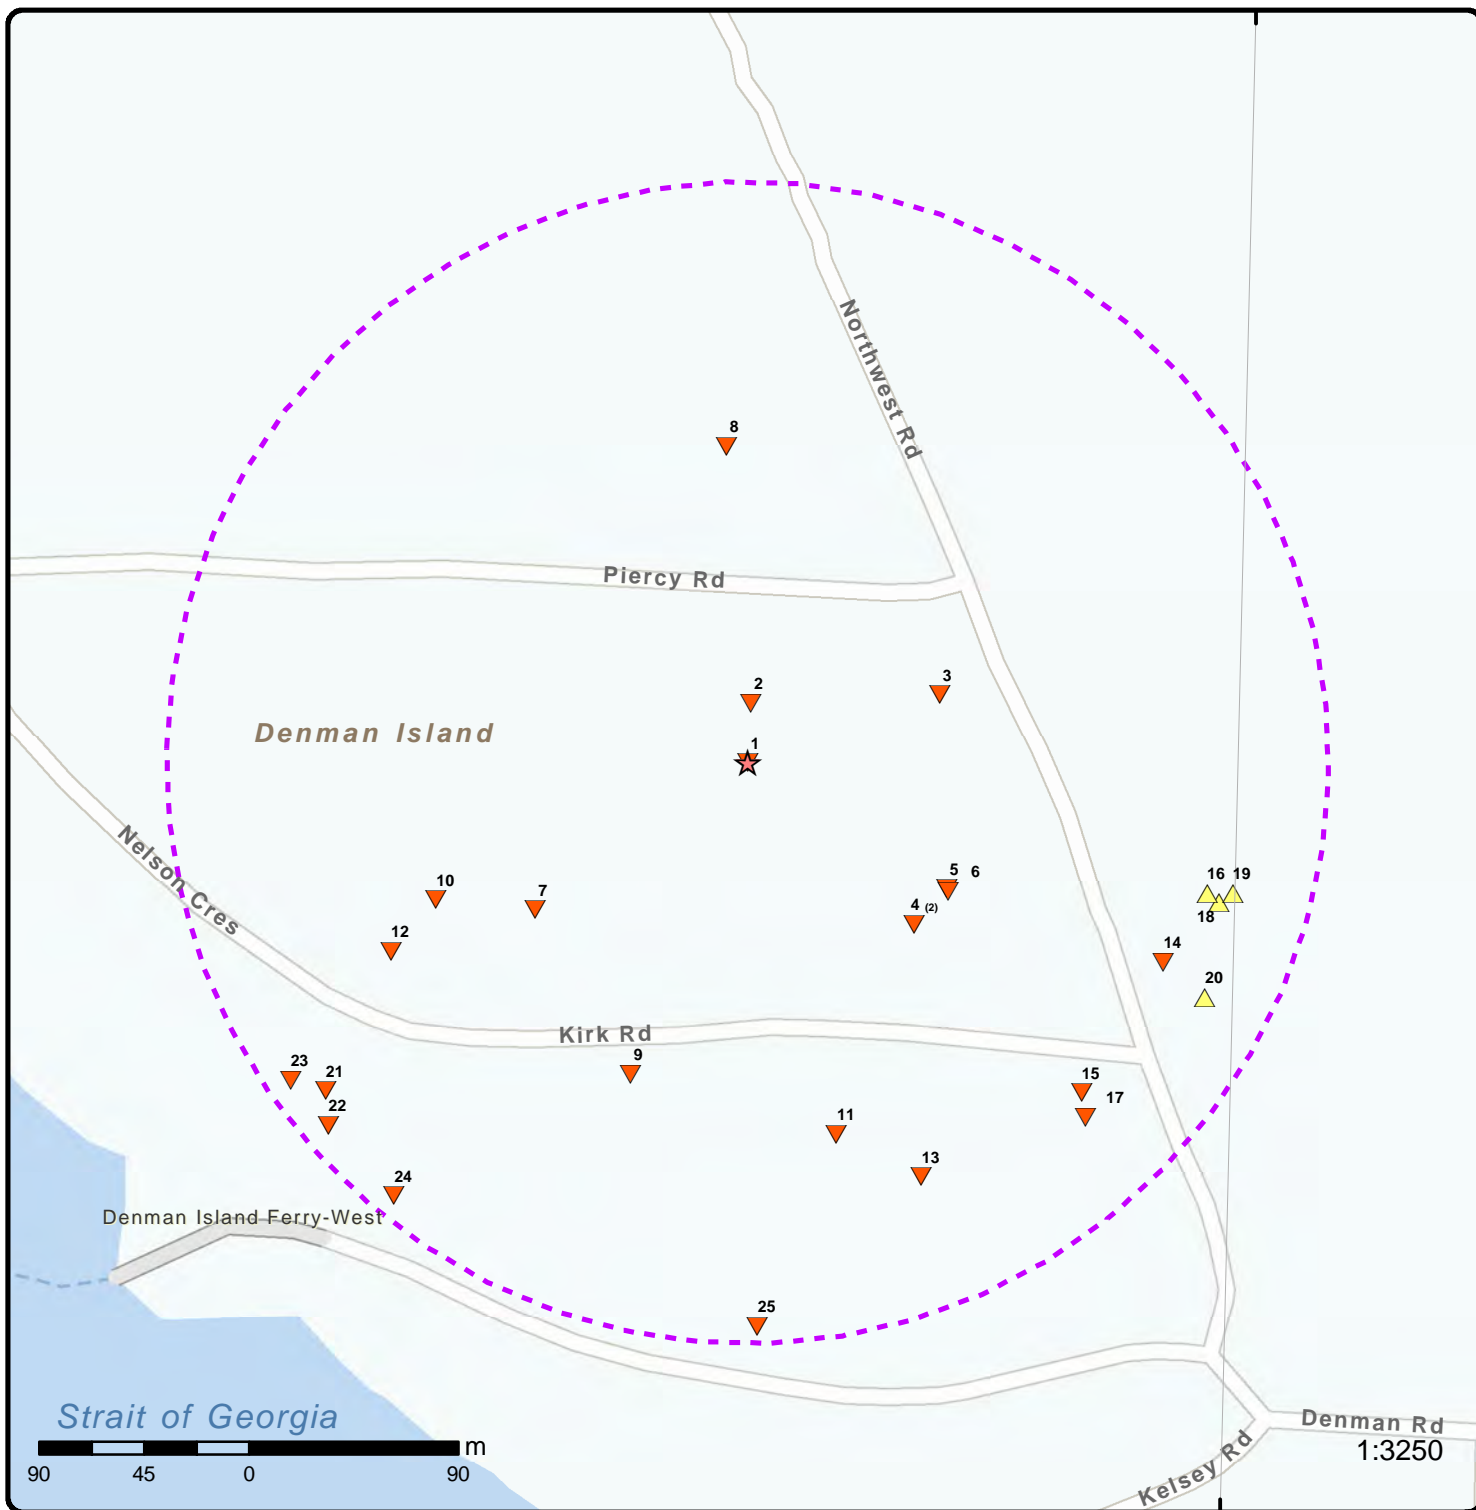 Northwest Rd
8
Piercy Rd
2
3
Denman Island
1
Nelson Cres
10
7
5 6
4 (2)
12
16 19
18
14
20
Kirk Rd
9
23
21
22
15
17
11
13
24
Denman Island Ferry-West
25
Strait of Georgia
m
90 45 0 90
Denman Rd
1:3250
Kelsey Rd